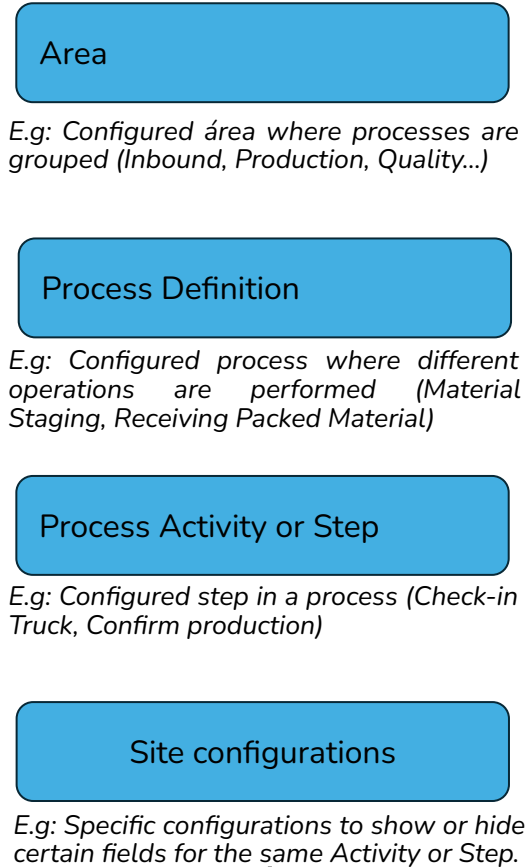 Area
E.g: Configured área where processes are
grouped (Inbound, Production, Quality...)
Process Definition
E.g: Configured process where different
operations are performed (Material
Staging, Receiving Packed Material)
Process Activity or Step
E.g: Configured step in a process (Check-in
Truck, Confirm production)
Site configurations
E.g: Specific configurations to show or hide
certain fields for the same Activity or Step.